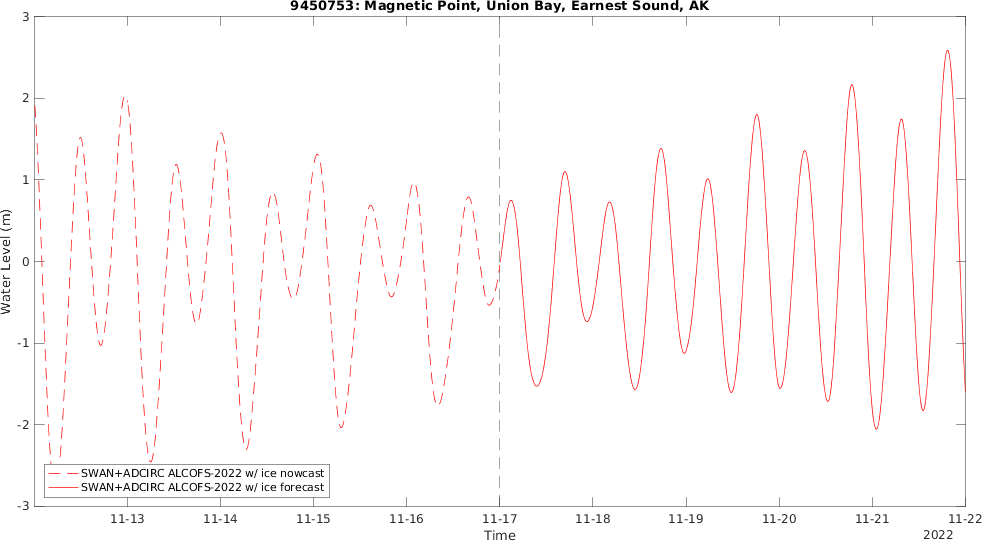 9450753: Magnetic Point, Union Bay, Earnest Sound, AK
3
2
1
0
-1
-2
-3
Water Level (m)
SWAN+ADCIRC ALCOFS-2022 w/ ice nowcast
SWAN+ADCIRC ALCOFS-2022 w/ ice forecast
11-13 11-14 11-15 11-16 11-17 11-18 11-19 11-20 11-21 11-22
Time
2022